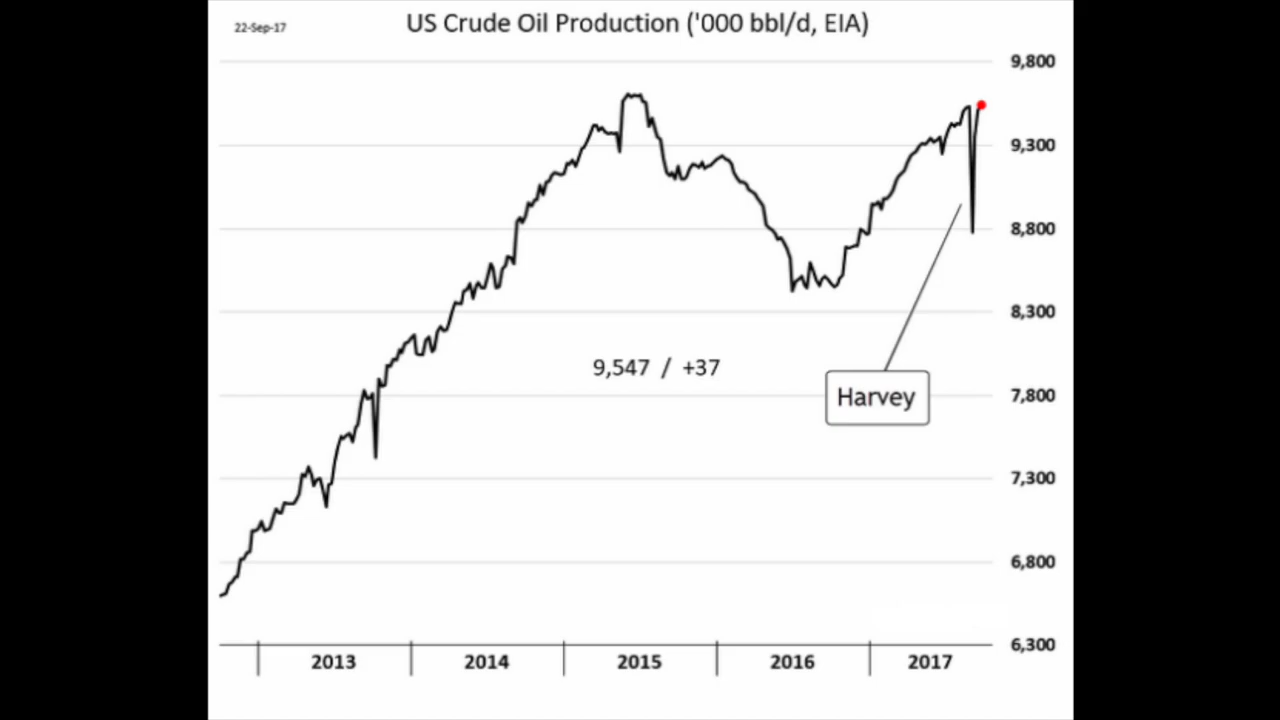 US Crude Oil Production ('000 bbl/d, EIA)
22-Sep-17
9,800
9,300
8,800
8,300
9,547 / +37
Harvey
7,800
7,300
6,800
6,300
2013 2014 2015 2016 2017